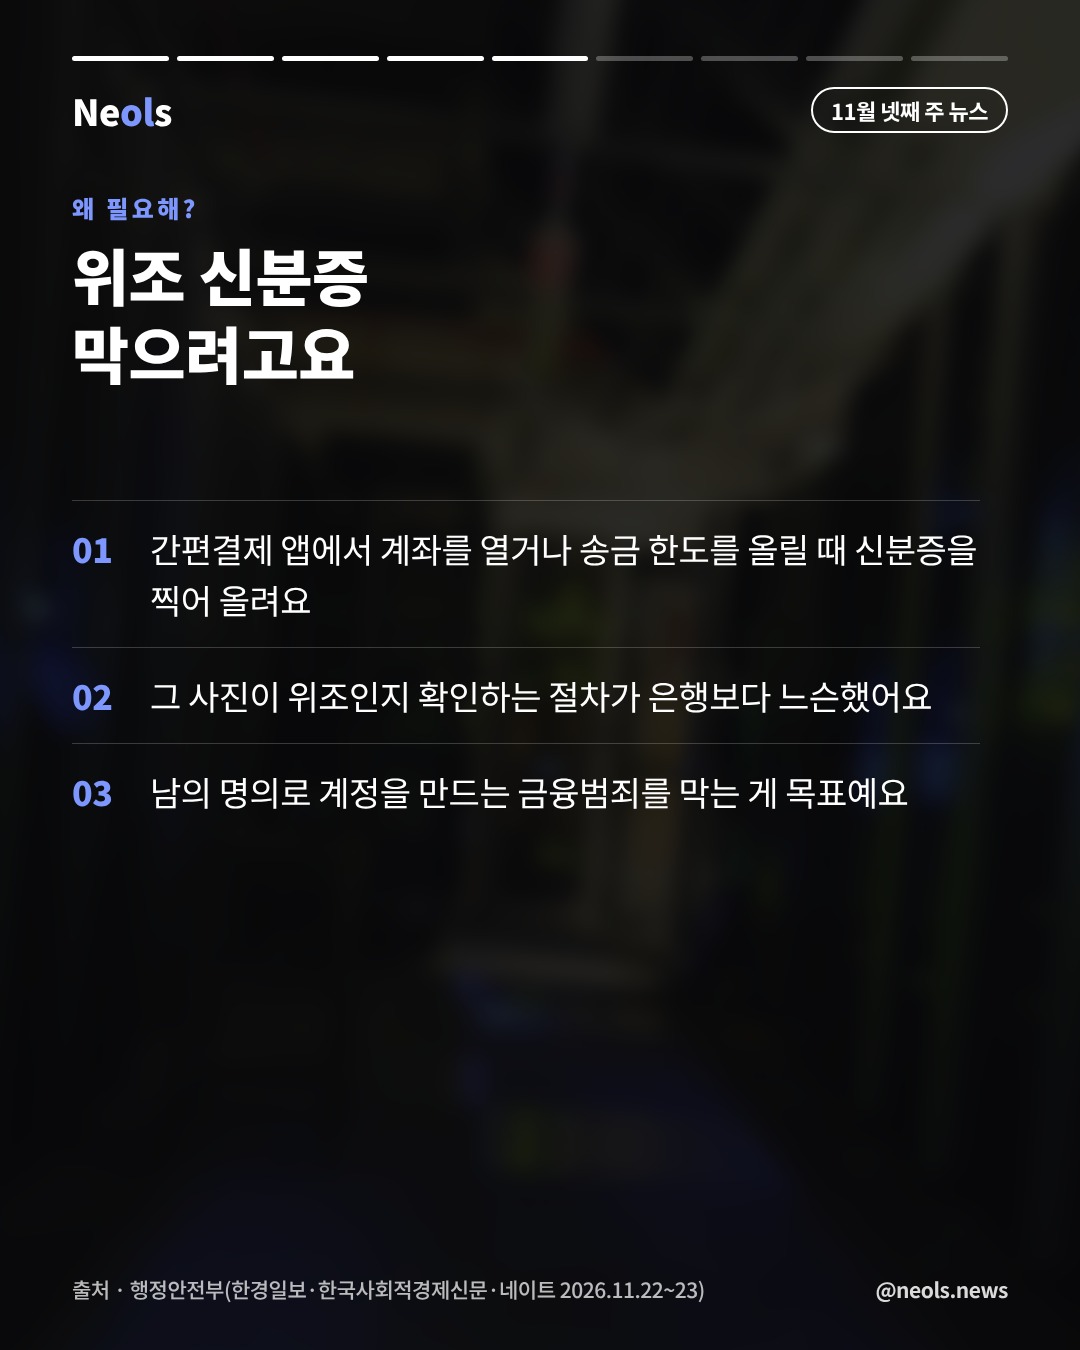 Neols
11월 넷째 주 뉴스
왜 필요해?
위조 신분증
막으려고요
01 간편결제 앱에서 계좌를 열거나 송금 한도를 올릴 때 신분증을
찍어 올려요
02 그 사진이 위조인지 확인하는 절차가 은행보다 느슨했어요
03 남의 명의로 계정을 만드는 금융범죄를 막는 게 목표예요
출처 · 행정안전부(한경일보·한국사회적경제신문·네이트 2026.11.22~23)
@neols.news